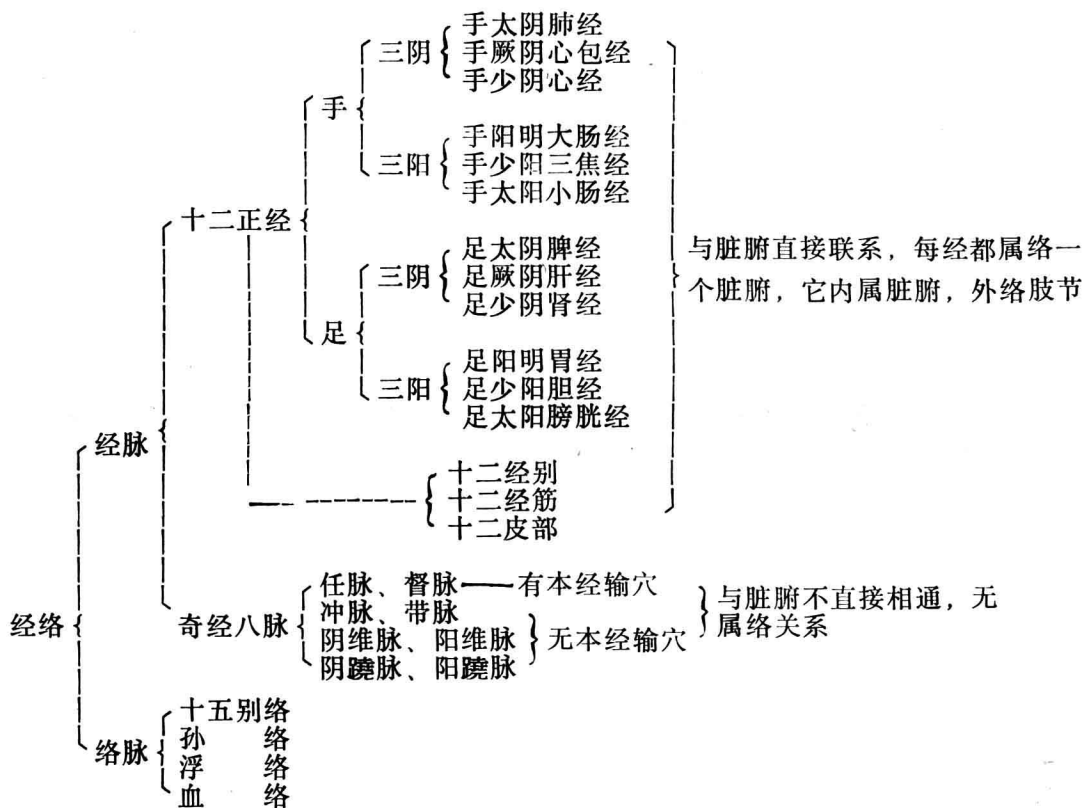 手太阴肺经
三阴
手厥阴心包经
手少阴心经
手
手阳明大肠经
三阳
手少阳三焦经
手太阳小肠经
十二正经
足太阴脾经
三阴
足厥阴肝经
足少阴肾经
与脏腑直接联系，每经都属络一
个脏腑，它内属脏腑，外络肢节
足
足阳明胃经
三阳
足少阳胆经
足太阳膀胱经
经脉
十二经别
十二经筋
十二皮部
任脉、督脉——有本经输穴
冲脉、带脉
与脏腑不直接相通，无
属络关系
经络
奇经八脉
阴维脉、阳维脉
无本经输穴
阴蹺脉、阳蹺脉
十五别络
孙 络
络脉
浮 络
血 络